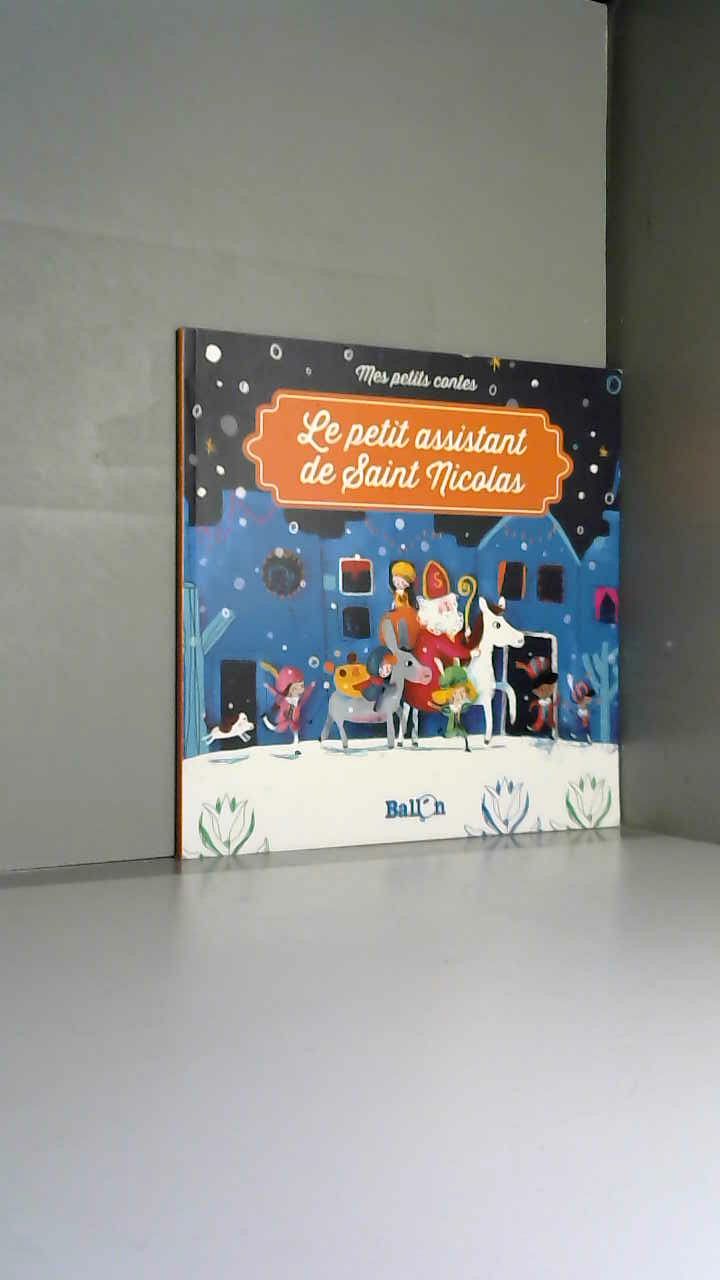 Mes petits contes
Le petit assistant
de Saint Nicolas
S
Ballon